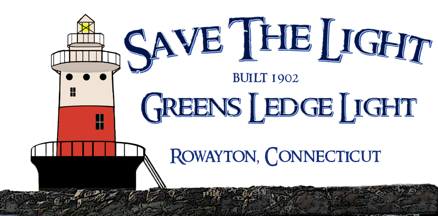 Save The Light
BUILT 1902
Greens Ledge Light
Rowayton, Connecticut